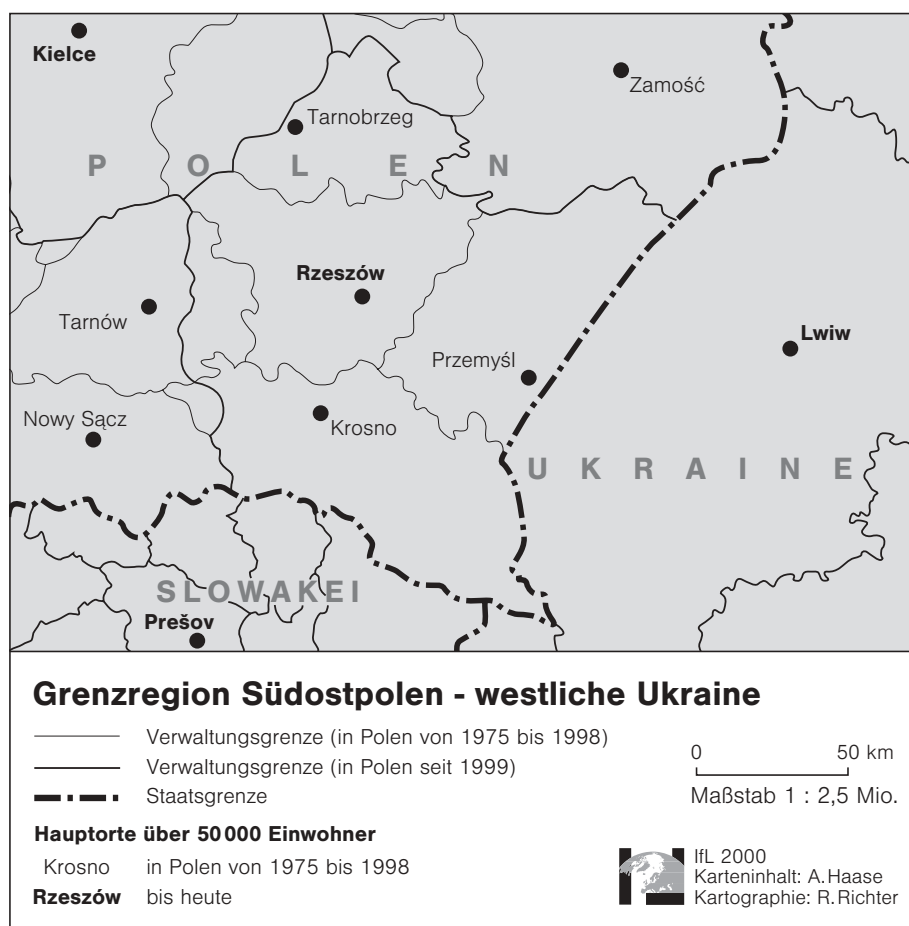 Kielce
Zamość
Tarnobrzeg
POLEN
Rzeszów
Tarnów
Lwiw
Przemyśl
Nowy Sącz
Krosno
UKRAINE
SLOWAKEI
Prešov
Grenzregion Südostpolen - westliche Ukraine
Verwaltungsgrenze (in Polen von 1975 bis 1998)
Verwaltungsgrenze (in Polen seit 1999)
Staatsgrenze
0 50 km
Maßstab 1 : 2,5 Mio.
Hauptorte über 50 000 Einwohner
Krosno in Polen von 1975 bis 1998
Rzeszów bis heute
IfL 2000
Karteninhalt: A. Haase
Kartographie: R. Richter